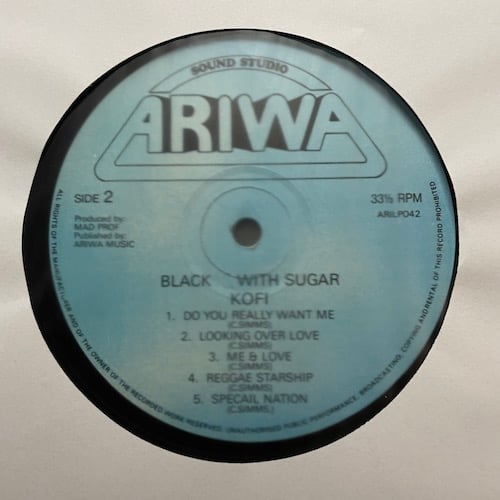 SOUND STUDIO
ARIWA
SIDE 2
33⅓ RPM
ARILP042
Produced by:
MAD PROF
Published by:
ARIWA MUSIC
BLACK WITH SUGAR
KOFI
1. DO YOU REALLY WANT ME
(C.SIMMS)
2. LOOKING OVER LOVE
(C.SIMMS)
3. ME & LOVE
(C.SIMMS)
4. REGGAE STARSHIP
(C.SIMMS)
5. SPECAIL NATION
(C.SIMMS.)
ALL RIGHTS OF THE MANUFACTURER AND OF THE OWNER OF THE RECORDED WORK RESERVED. UNAUTHORISED PUBLIC PERFORMANCE, BROADCASTING, COPYING AND RENTAL OF THIS RECORD PROHIBITED